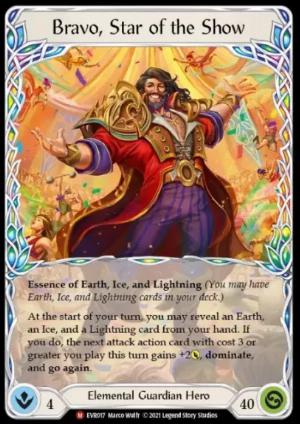 Bravo, Star of the Show
Essence of Earth, Ice, and Lightning (You may have
Earth, Ice, and Lightning cards in your deck.)
At the start of your turn, you may reveal an Earth,
an Ice, and a Lightning card from your hand. If
you do, the next attack action card with cost 3 or
greater you play this turn gains +2, dominate,
and go again.
4
Elemental Guardian Hero
40
M EVR017 Marco Wulfr © 2021 Legend Story Studios